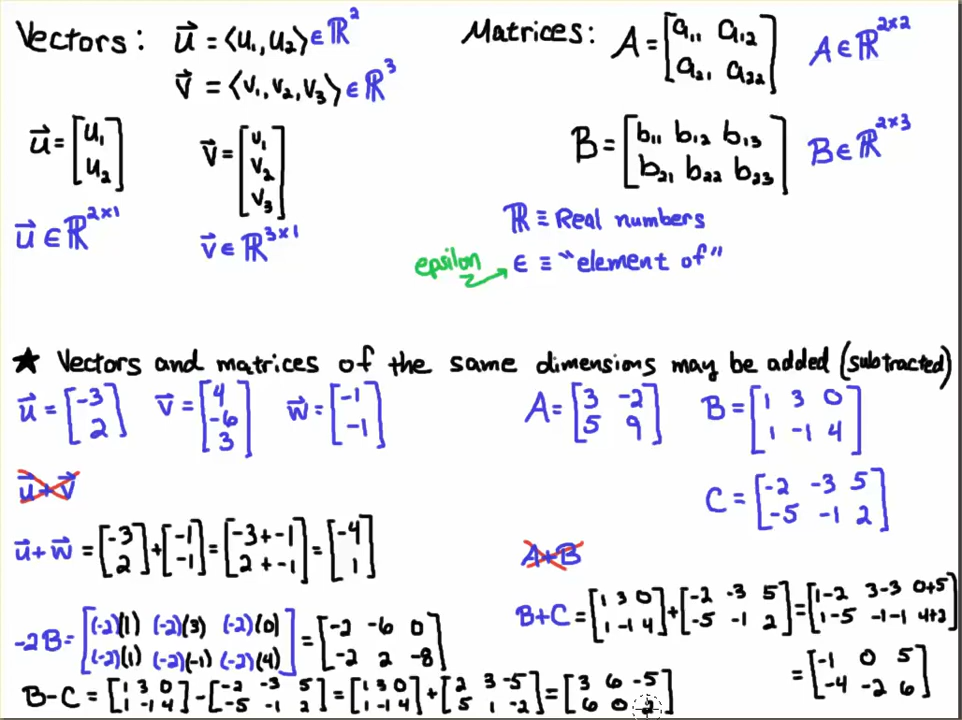 Vectors: u⃗ = ⟨u₁, u₂⟩ ∈ ℝ²
v⃗ = ⟨v₁, v₂, v₃⟩ ∈ ℝ³
u⃗ = [u₁; u₂]  v⃗ = [v₁; v₂; v₃]
u⃗ ∈ ℝ²ˣ¹  v⃗ ∈ ℝ³ˣ¹
Matrices: A = [a₁₁ a₁₂; a₂₁ a₂₂]  A ∈ ℝ²ˣ²
B = [b₁₁ b₁₂ b₁₃; b₂₁ b₂₂ b₂₃]  B ∈ ℝ²ˣ³
ℝ ≡ Real numbers
epsilon ∈ ≡ "element of"
★ Vectors and matrices of the same dimensions may be added (subtracted)
u⃗ = [-3; 2]  v⃗ = [4; -6; 3]  w⃗ = [-1; -1]
u⃗ + v⃗
u⃗ + w⃗ = [-3; 2] + [-1; -1] = [-3 + -1; 2 + -1] = [-4; 1]
A = [3 -2; 5 9]  B = [1 3 0; 1 -1 4]
C = [-2 -3 5; -5 -1 2]
A + B
B + C = [1 3 0; 1 -1 4] + [-2 -3 5; -5 -1 2] = [1-2 3-3 0+5; 1-5 -1-1 4+2]
= [-1 0 5; -4 -2 6]
-2B = [(-2)(1) (-2)(3) (-2)(0); (-2)(1) (-2)(-1) (-2)(4)] = [-2 -6 0; -2 2 -8]
B - C = [1 3 0; 1 -1 4] - [-2 -3 5; -5 -1 2] = [1 3 0; 1 -1 4] + [2 3 -5; 5 1 -2] = [3 6 -5; 6 0 2]